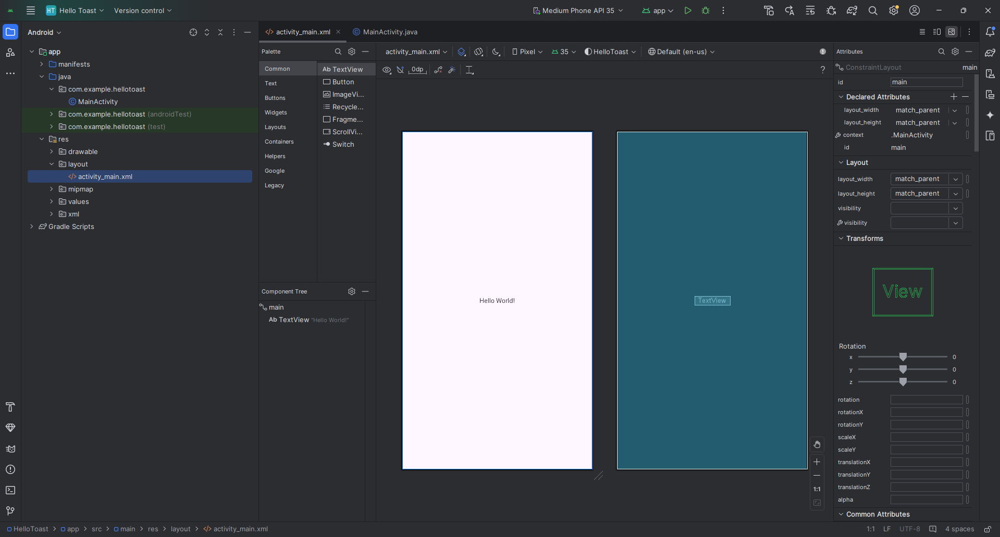 HT Hello Toast Version control Medium Phone API 35 app
Android
app
manifests
java
com.example.hellotoast
MainActivity
com.example.hellotoast (androidTest)
com.example.hellotoast (test)
res
drawable
layout
activity_main.xml
mipmap
values
xml
Gradle Scripts
activity_main.xml MainActivity.java
Palette
Common
Text
Buttons
Widgets
Layouts
Containers
Helpers
Google
Legacy
Ab TextView
Button
ImageVi...
Recycle...
Fragme...
ScrollVi...
Switch
Component Tree
main
Ab TextView "Hello World!"
activity_main.xml Pixel 35 HelloToast Default (en-us)
0dp ?
Hello World!
TextView
1:1
Attributes
ConstraintLayout main
id main
Declared Attributes
layout_width match_parent
layout_height match_parent
context .MainActivity
id main
Layout
layout_width match_parent
layout_height match_parent
visibility
visibility
Transforms
View
Rotation
x 0
y 0
z 0
rotation
rotationX
rotationY
scaleX
scaleY
translationX
translationY
translationZ
alpha
Common Attributes
HelloToast app src main res layout activity_main.xml 1:1 LF UTF-8 4 spaces